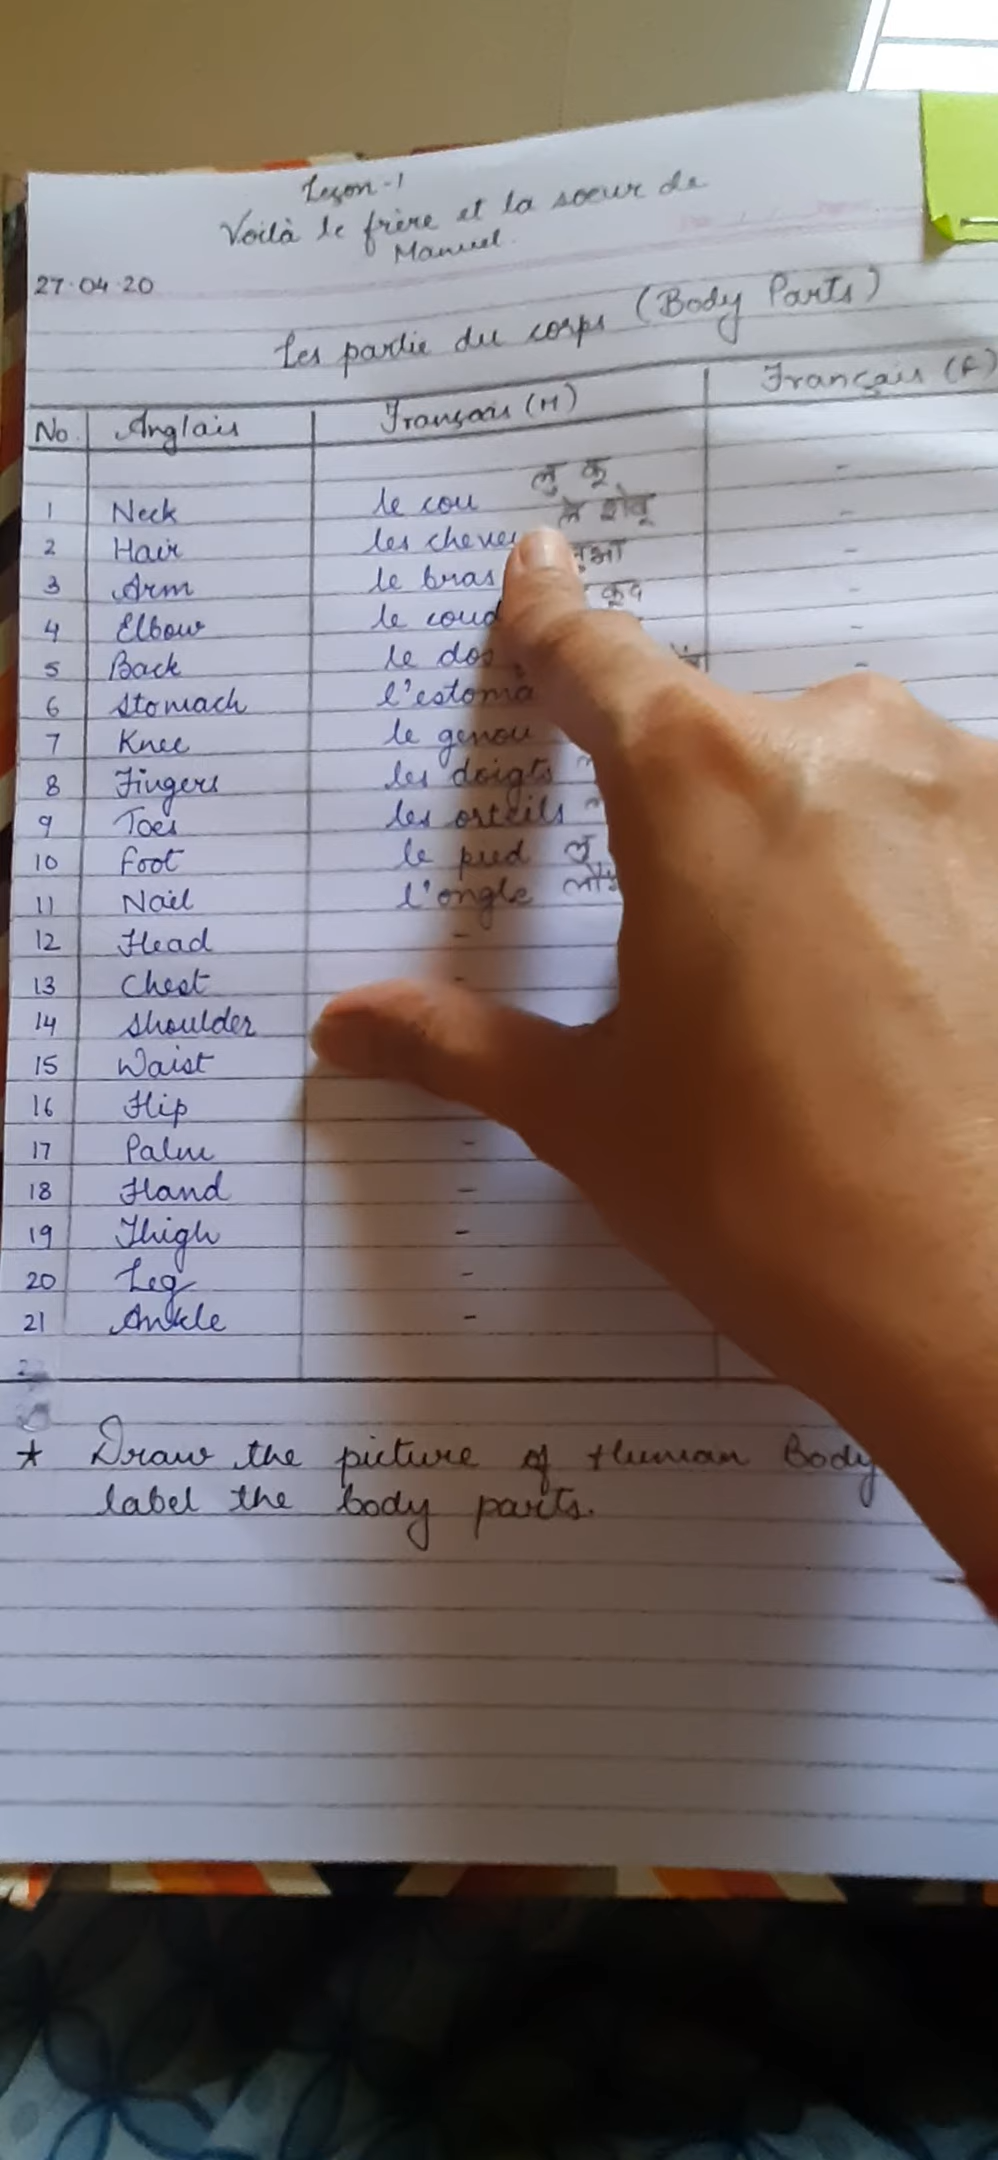 Leçon-1
Voilà le frère et la soeur de
Manuel.
27.04.20
Les partie du corps (Body Parts)
No. Anglais Français (M) Français (F)
1 Neck le cou लु कू -
2 Hair les ले शेवू -
3 Arm le bras -
4 Elbow le -
5 Back le dos -
6 Stomach
7 Knee le genou
8 Fingers les doigts
9 Toes les orteils
10 Foot le pied लु
11 Nail l'ongle
12 Head -
13 Chest -
14 Shoulder
15 Waist
16 Hip
17 Palm -
18 Hand -
19 Thigh -
20 Leg -
21 Ankle -
* Draw the picture of Human Body
label the body parts.